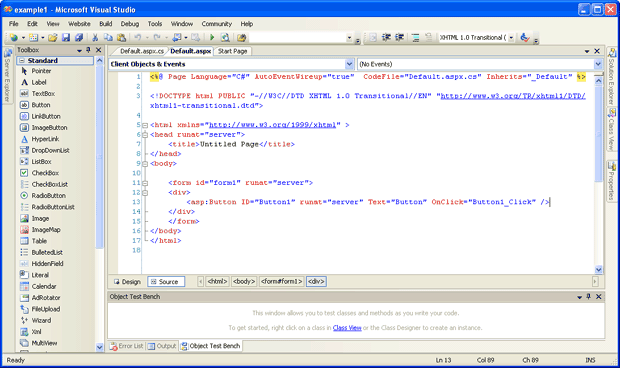 example1 - Microsoft Visual Studio
File Edit View Website Build Debug Tools Window Community Help
XHTML 1.0 Transitional (
Server Explorer
Toolbox
Standard
Pointer
Label
TextBox
Button
LinkButton
ImageButton
HyperLink
DropDownList
ListBox
CheckBox
CheckBoxList
RadioButton
RadioButtonList
Image
ImageMap
Table
BulletedList
HiddenField
Literal
Calendar
AdRotator
FileUpload
Wizard
Xml
MultiView
Default.aspx.cs Default.aspx Start Page
Client Objects & Events (No Events)
1 <%@ Page Language="C#" AutoEventWireup="true" CodeFile="Default.aspx.cs" Inherits="_Default" %>
2
3 <!DOCTYPE html PUBLIC "-//W3C//DTD XHTML 1.0 Transitional//EN" "http://www.w3.org/TR/xhtml1/DTD/
xhtml1-transitional.dtd">
4
5 <html xmlns="http://www.w3.org/1999/xhtml" >
6 <head runat="server">
7 <title>Untitled Page</title>
8 </head>
9 <body>
10
11 <form id="form1" runat="server">
12 <div>
13 <asp:Button ID="Button1" runat="server" Text="Button" OnClick="Button1_Click" />
14 </div>
15 </form>
16 </body>
17 </html>
18
Design Source <html> <body> <form#form1> <div>
Object Test Bench
This window allows you to test classes and methods as you write your code.
To get started, right click on a class in Class View or the Class Designer to create an instance.
Error List Output Object Test Bench
Solution Explorer
Class View
Properties
Ready Ln 13 Col 89 Ch 89 INS